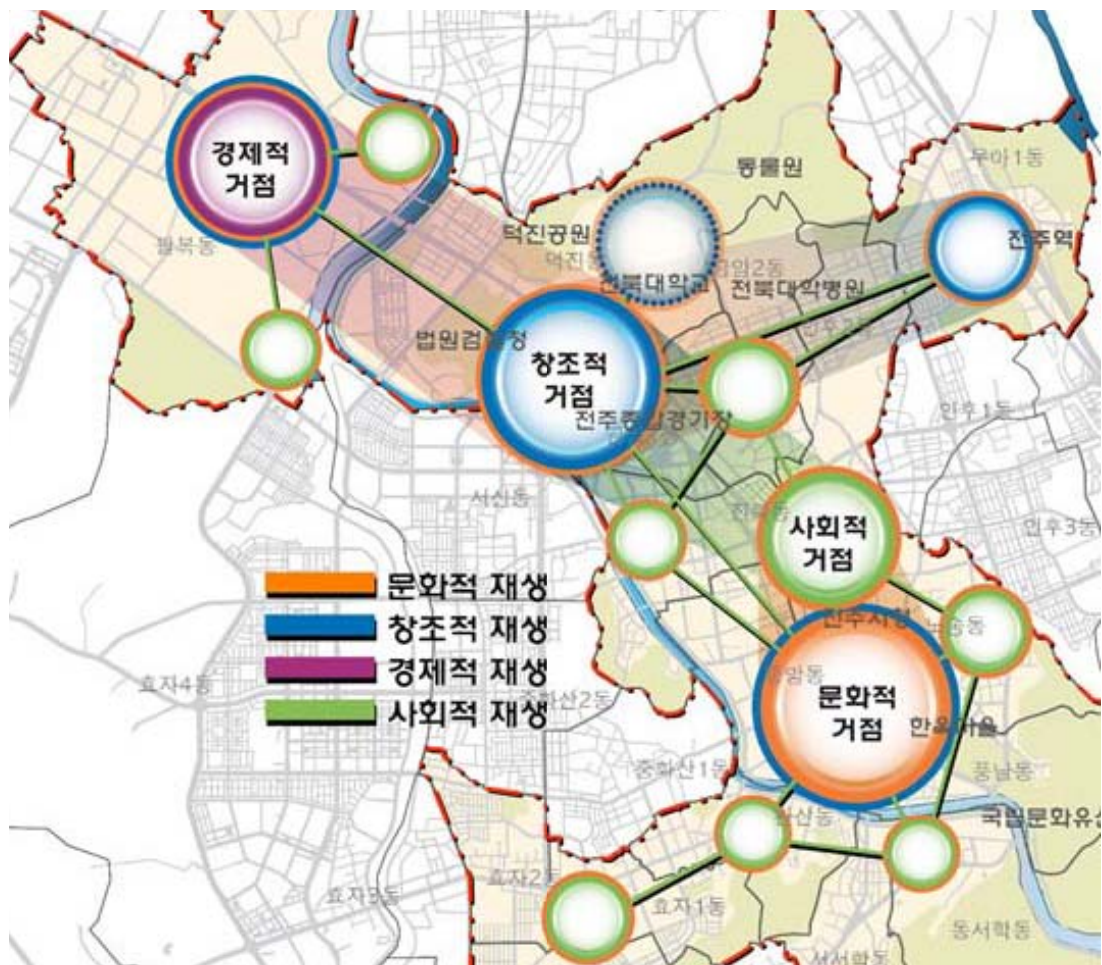 경제적
거점
동물원
우아1동
덕진공원
전주역
팔복동
금암2동
전북대학교
전북대학병원
법원검찰청
창조적
거점
전주종합경기장
인후1동
서신동
사회적
거점
인후3동
문화적 재생
창조적 재생
경제적 재생
사회적 재생
전주시청
노송동
효자4동
중화산2동
문화적
거점
한옥마을
중화산1동
풍남동
국립문화유산
효자2동
효자3동
효자1동
동서학동
서서학동